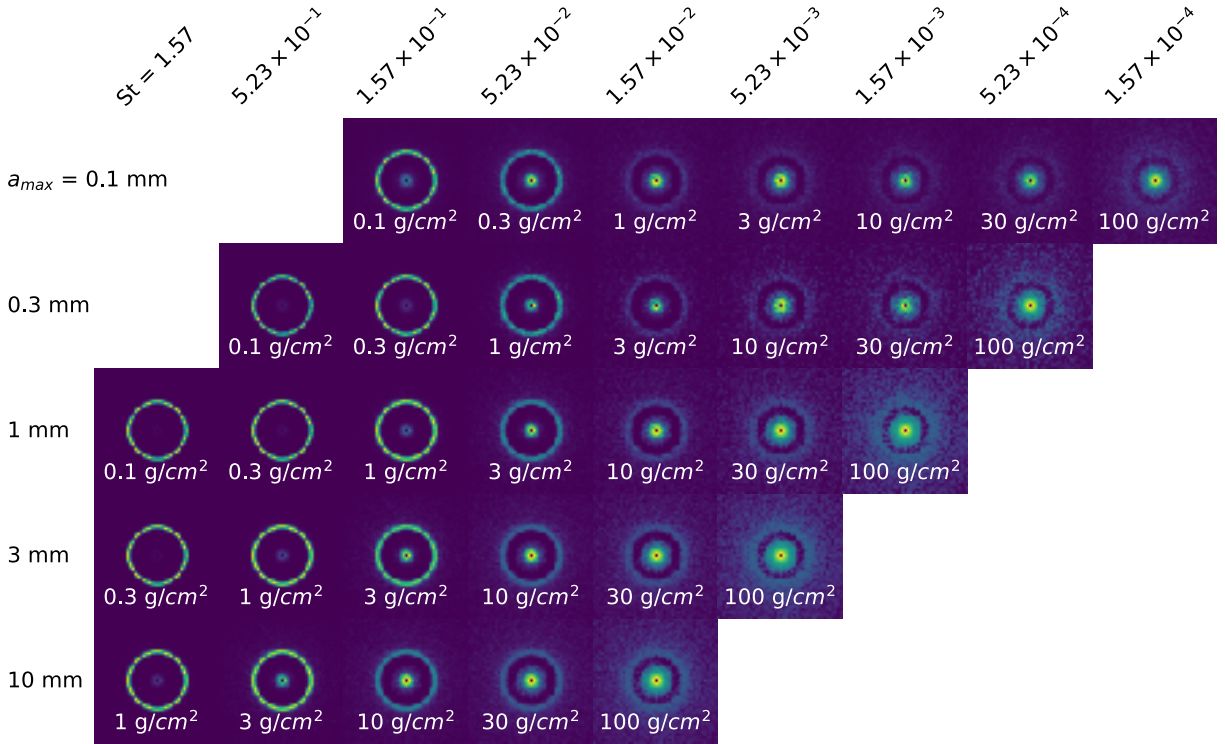 St = 1.57 5.23 × 10⁻¹ 1.57 × 10⁻¹ 5.23 × 10⁻² 1.57 × 10⁻² 5.23 × 10⁻³ 1.57 × 10⁻³ 5.23 × 10⁻⁴ 1.57 × 10⁻⁴
a_max = 0.1 mm
0.1 g/cm² 0.3 g/cm² 1 g/cm² 3 g/cm² 10 g/cm² 30 g/cm² 100 g/cm²
0.3 mm
0.1 g/cm² 0.3 g/cm² 1 g/cm² 3 g/cm² 10 g/cm² 30 g/cm² 100 g/cm²
1 mm
0.1 g/cm² 0.3 g/cm² 1 g/cm² 3 g/cm² 10 g/cm² 30 g/cm² 100 g/cm²
3 mm
0.3 g/cm² 1 g/cm² 3 g/cm² 10 g/cm² 30 g/cm² 100 g/cm²
10 mm
1 g/cm² 3 g/cm² 10 g/cm² 30 g/cm² 100 g/cm²